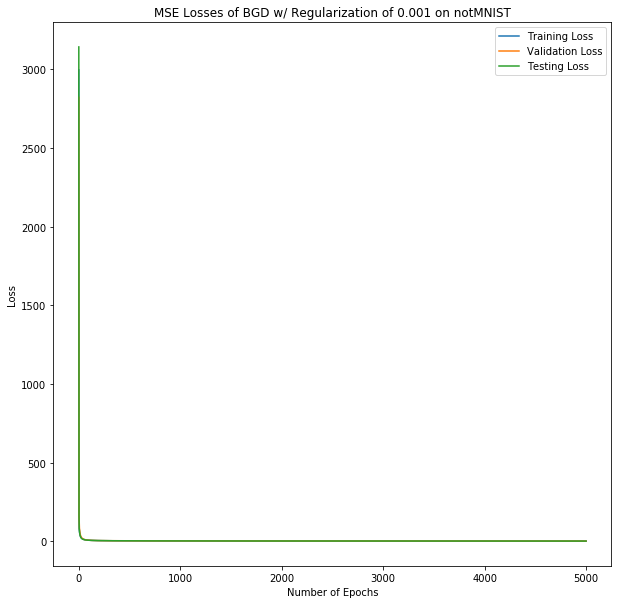 MSE Losses of BGD w/ Regularization of 0.001 on notMNIST
Training Loss
Validation Loss
Testing Loss
3000
2500
2000
1500
1000
500
0
Loss
0 1000 2000 3000 4000 5000
Number of Epochs